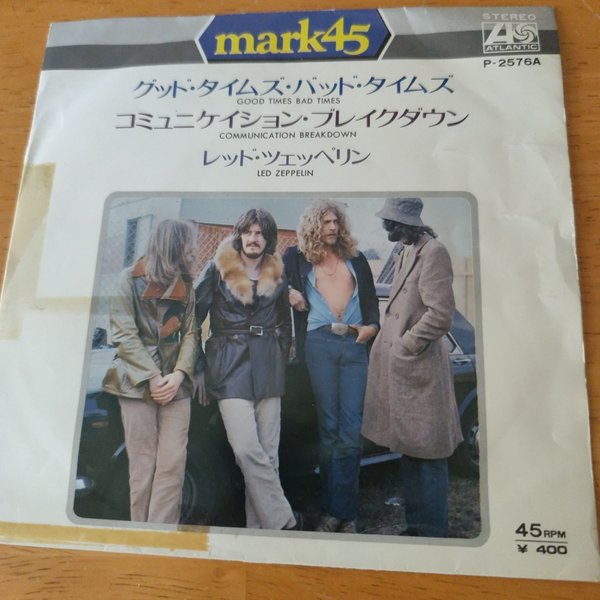 mark45
STEREO
ATLANTIC
P-2576A
グッド・タイムズ・バッド・タイムズ
GOOD TIMES BAD TIMES
コミュニケイション・ブレイクダウン
COMMUNICATION BREAKDOWN
レッド・ツェッペリン
LED ZEPPELIN
45RPM
¥ 400